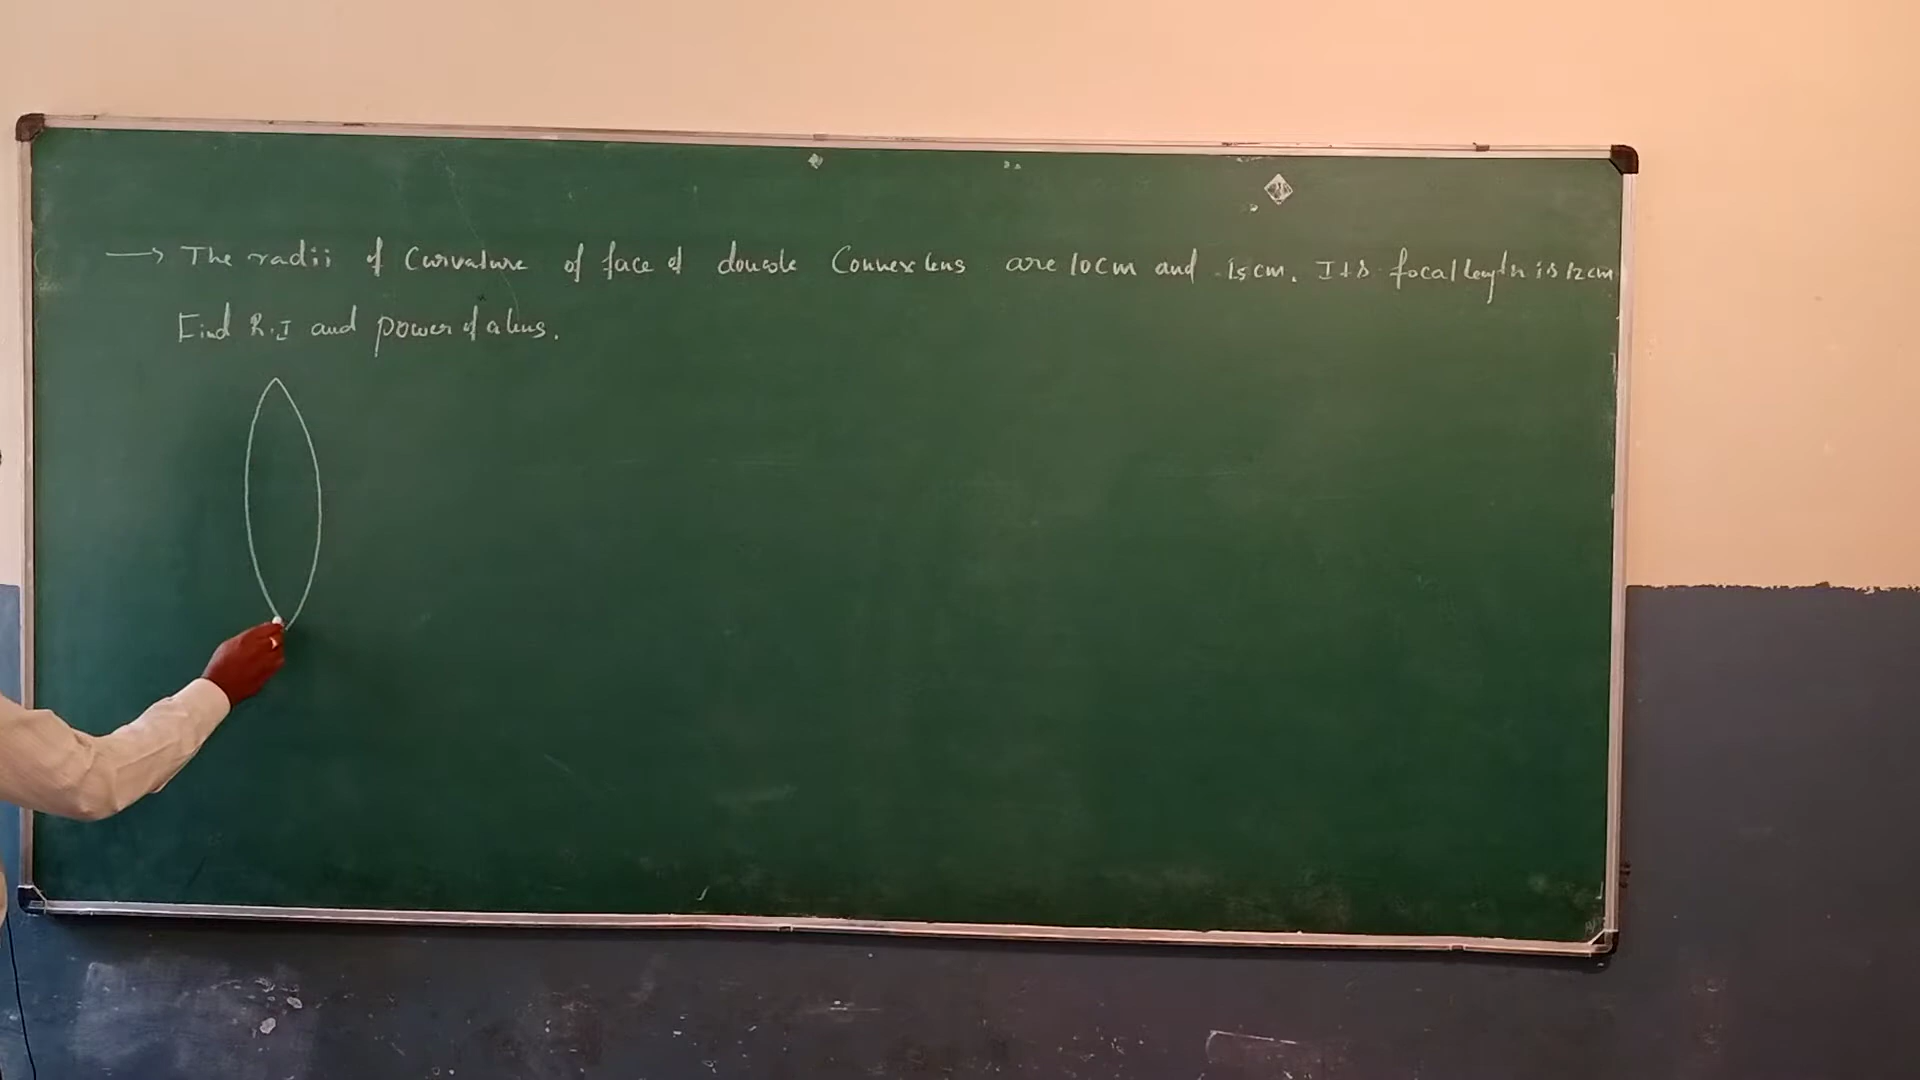 → The radii of Curvature of face of double Convex lens are 10cm and 15cm. Its focal length is 12cm
Find R.I and power of a lens.